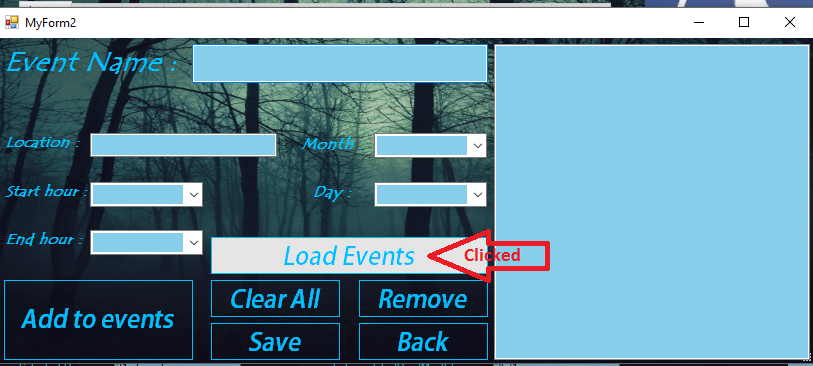 MyForm2
Event Name :
Location :
Month
Start hour :
Day :
End hour :
Load Events
Clicked
Add to events
Clear All
Remove
Save
Back